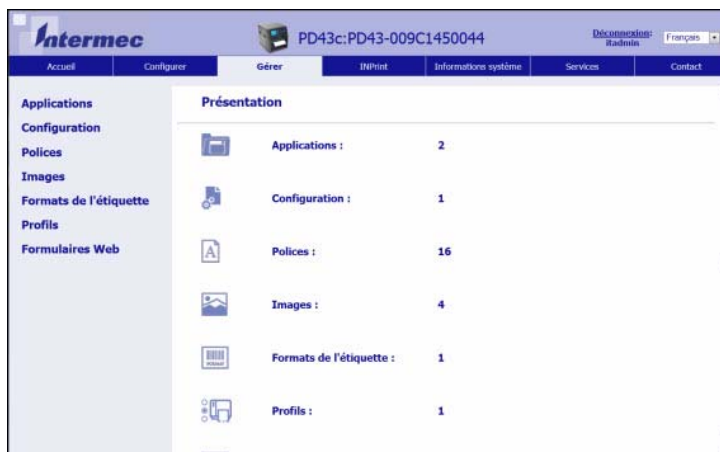 Intermec
PD43c:PD43-009C1450044
Déconnexion:
itadmin
Français
Accueil Configurer Gérer INPrint Informations système Services Contact
Applications
Configuration
Polices
Images
Formats de l'étiquette
Profils
Formulaires Web
Présentation
Applications : 2
Configuration : 1
Polices : 16
Images : 4
Formats de l'étiquette : 1
Profils : 1